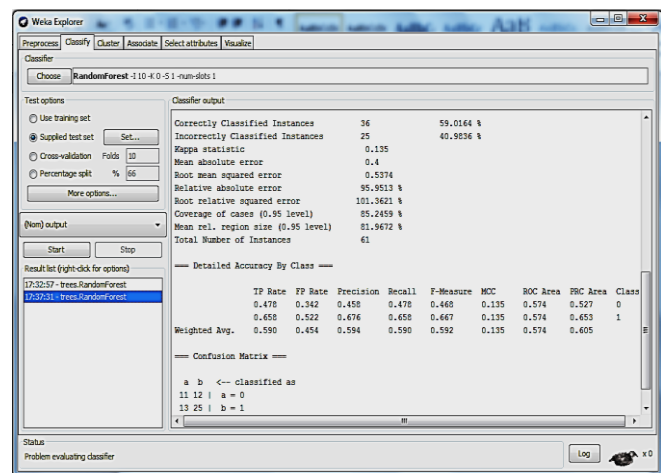 Weka Explorer
Preprocess Classify Cluster Associate Select attributes Visualize
Classifier
Choose RandomForest -I 10 -K 0 -S 1 -num-slots 1
Test options
Use training set
Supplied test set Set...
Cross-validation Folds 10
Percentage split % 66
More options...
(Nom) output
Start Stop
Result list (right-click for options)
17:32:57 - trees.RandomForest
17:37:31 - trees.RandomForest
Classifier output
Correctly Classified Instances 36 59.0164 %
Incorrectly Classified Instances 25 40.9836 %
Kappa statistic 0.135
Mean absolute error 0.4
Root mean squared error 0.5374
Relative absolute error 95.9513 %
Root relative squared error 101.3621 %
Coverage of cases (0.95 level) 85.2459 %
Mean rel. region size (0.95 level) 81.9672 %
Total Number of Instances 61
=== Detailed Accuracy By Class ===
TP Rate FP Rate Precision Recall F-Measure MCC ROC Area PRC Area Class
0.478 0.342 0.458 0.478 0.468 0.135 0.574 0.527 0
0.658 0.522 0.676 0.658 0.667 0.135 0.574 0.653 1
Weighted Avg. 0.590 0.454 0.594 0.590 0.592 0.135 0.574 0.605
=== Confusion Matrix ===
a b <-- classified as
11 12 | a = 0
13 25 | b = 1
Status
Problem evaluating classifier
Log x 0